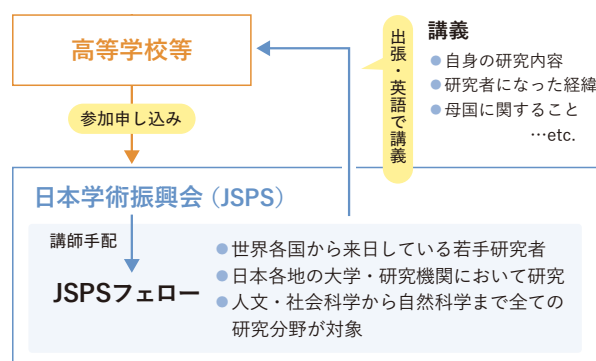 高等学校等
参加申し込み
出張・英語で講義
講義
●自身の研究内容
●研究者になった経緯
●母国に関すること
…etc.
日本学術振興会（JSPS）
講師手配
JSPSフェロー
●世界各国から来日している若手研究者
●日本各地の大学・研究機関において研究
●人文・社会科学から自然科学まで全ての
研究分野が対象